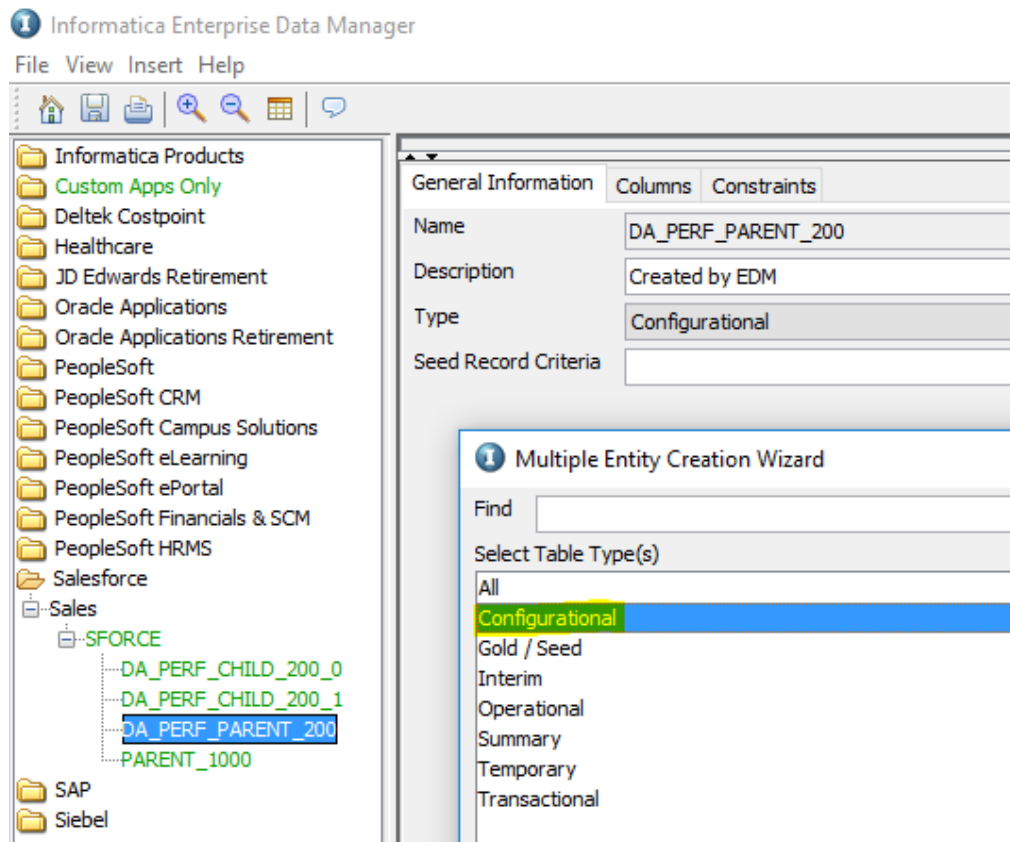 Informatica Enterprise Data Manager
File View Insert Help
Informatica Products
Custom Apps Only
Deltek Costpoint
Healthcare
JD Edwards Retirement
Oracle Applications
Oracle Applications Retirement
PeopleSoft
PeopleSoft CRM
PeopleSoft Campus Solutions
PeopleSoft eLearning
PeopleSoft ePortal
PeopleSoft Financials & SCM
PeopleSoft HRMS
Salesforce
Sales
SFORCE
DA_PERF_CHILD_200_0
DA_PERF_CHILD_200_1
DA_PERF_PARENT_200
PARENT_1000
SAP
Siebel
General Information Columns Constraints
Name DA_PERF_PARENT_200
Description Created by EDM
Type Configurational
Seed Record Criteria
Multiple Entity Creation Wizard
Find
Select Table Type(s)
All
Configurational
Gold / Seed
Interim
Operational
Summary
Temporary
Transactional